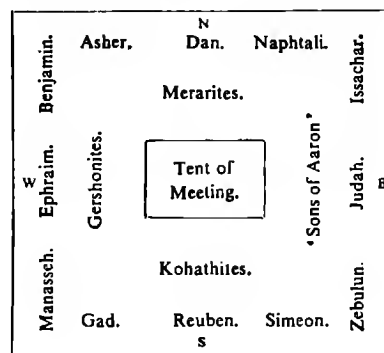 N
Asher. Dan. Naphtali.
Benjamin.
Issachar.
Merarites.
W
Ephraim.
Gershonites.
Tent of
Meeting.
"Sons of Aaron"
Judah.
E
Kohathites.
Manasseh.
Zebulun.
Gad. Reuben. Simeon.
S